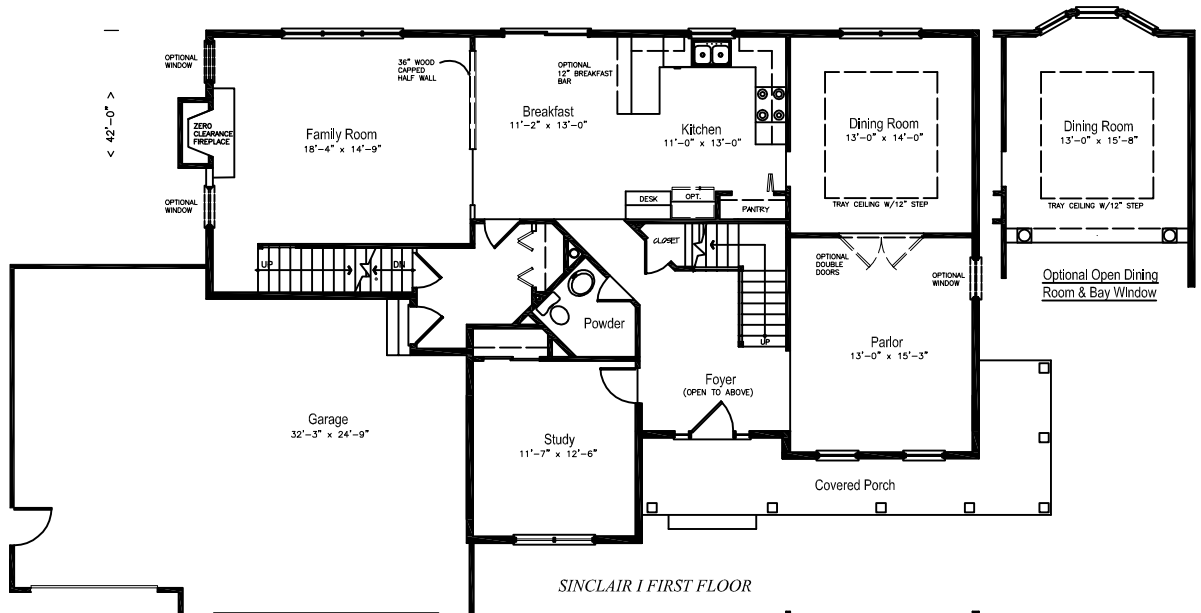 < 42'-0" >
OPTIONAL
WINDOW
ZERO
CLEARANCE
FIREPLACE
OPTIONAL
WINDOW
Family Room
18'-4" x 14'-9"
36" WOOD
CAPPED
HALF WALL
Breakfast
11'-2" x 13'-0"
OPTIONAL
12" BREAKFAST
BAR
Kitchen
11'-0" x 13'-0"
DESK
OPT.
PANTRY
Dining Room
13'-0" x 14'-0"
TRAY CEILING W/12" STEP
Dining Room
13'-0" x 15'-8"
TRAY CEILING W/12" STEP
Optional Open Dining
Room & Bay Window
UP
DN
CLOSET
UP
OPTIONAL
DOUBLE
DOORS
OPTIONAL
WINDOW
Powder
Parlor
13'-0" x 15'-3"
Foyer
(OPEN TO ABOVE)
Garage
32'-3" x 24'-9"
Study
11'-7" x 12'-6"
Covered Porch
SINCLAIR I FIRST FLOOR